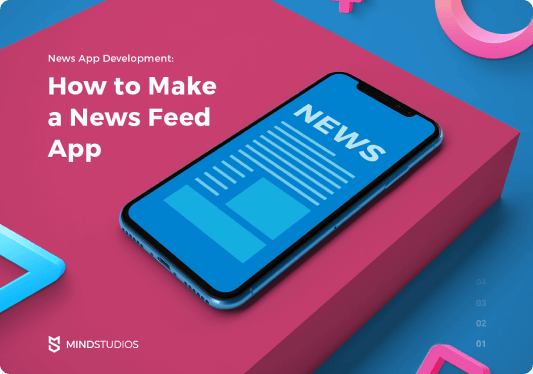 News App Development:
How to Make
a News Feed
App
NEWS
04
03
02
01
MINDSTUDIOS